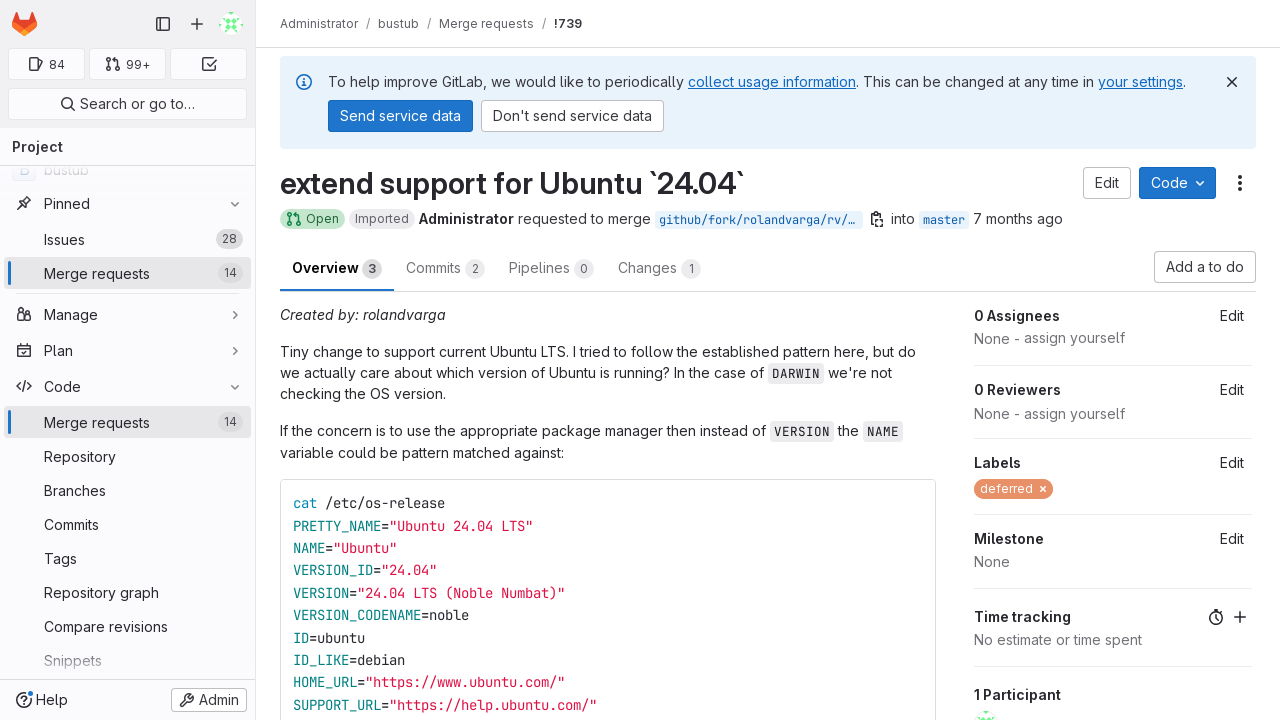 Administrator / bustub / Merge requests / !739
84
99+
Search or go to…
Project
bustub
Pinned
Issues 28
Merge requests 14
Manage
Plan
Code
Merge requests 14
Repository
Branches
Commits
Tags
Repository graph
Compare revisions
Snippets
Help
Admin
To help improve GitLab, we would like to periodically collect usage information. This can be changed at any time in your settings.
Send service data
Don't send service data
extend support for Ubuntu `24.04`
Edit
Code
Open Imported Administrator requested to merge github/fork/rolandvarga/rv/… into master 7 months ago
Overview 3
Commits 2
Pipelines 0
Changes 1
Add a to do
Created by: rolandvarga
Tiny change to support current Ubuntu LTS. I tried to follow the established pattern here, but do
we actually care about which version of Ubuntu is running? In the case of DARWIN we're not
checking the OS version.
If the concern is to use the appropriate package manager then instead of VERSION the NAME
variable could be pattern matched against:
cat /etc/os-release
PRETTY_NAME="Ubuntu 24.04 LTS"
NAME="Ubuntu"
VERSION_ID="24.04"
VERSION="24.04 LTS (Noble Numbat)"
VERSION_CODENAME=noble
ID=ubuntu
ID_LIKE=debian
HOME_URL="https://www.ubuntu.com/"
SUPPORT_URL="https://help.ubuntu.com/"
0 Assignees Edit
None - assign yourself
0 Reviewers Edit
None - assign yourself
Labels Edit
deferred ×
Milestone Edit
None
Time tracking
No estimate or time spent
1 Participant